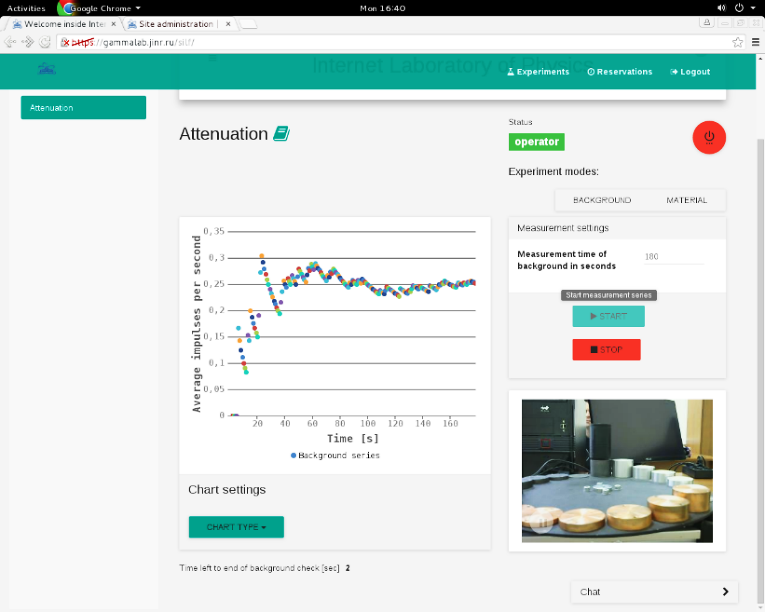 Activities Google Chrome Mon 16:40
Welcome inside Inter × Site administration ×
https://gammalab.jinr.ru/silf/
Internet Laboratory of Physics
Experiments Reservations Logout
Attenuation
Attenuation
Status
operator
Experiment modes:
BACKGROUND MATERIAL
Measurement settings
Measurement time of
background in seconds
180
Start measurement series
START
STOP
Average impulses per second
0,35
0,3
0,25
0,2
0,15
0,1
0,05
0
20 40 60 80 100 120 140 160
Time [s]
Background series
Chart settings
CHART TYPE
Time left to end of background check [sec] 2
Chat